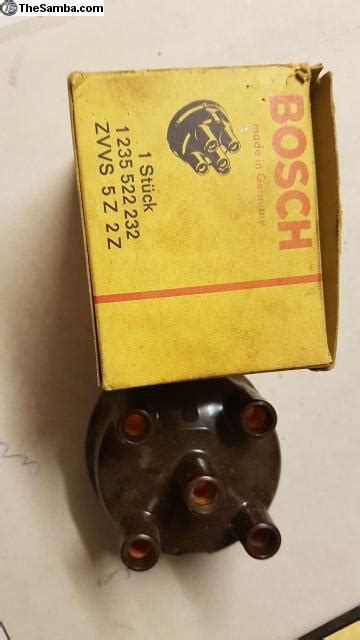 TheSamba.com
BOSCH
made in Germany
1 Stück
1 235 522 232
ZVVS 5 Z 2 Z